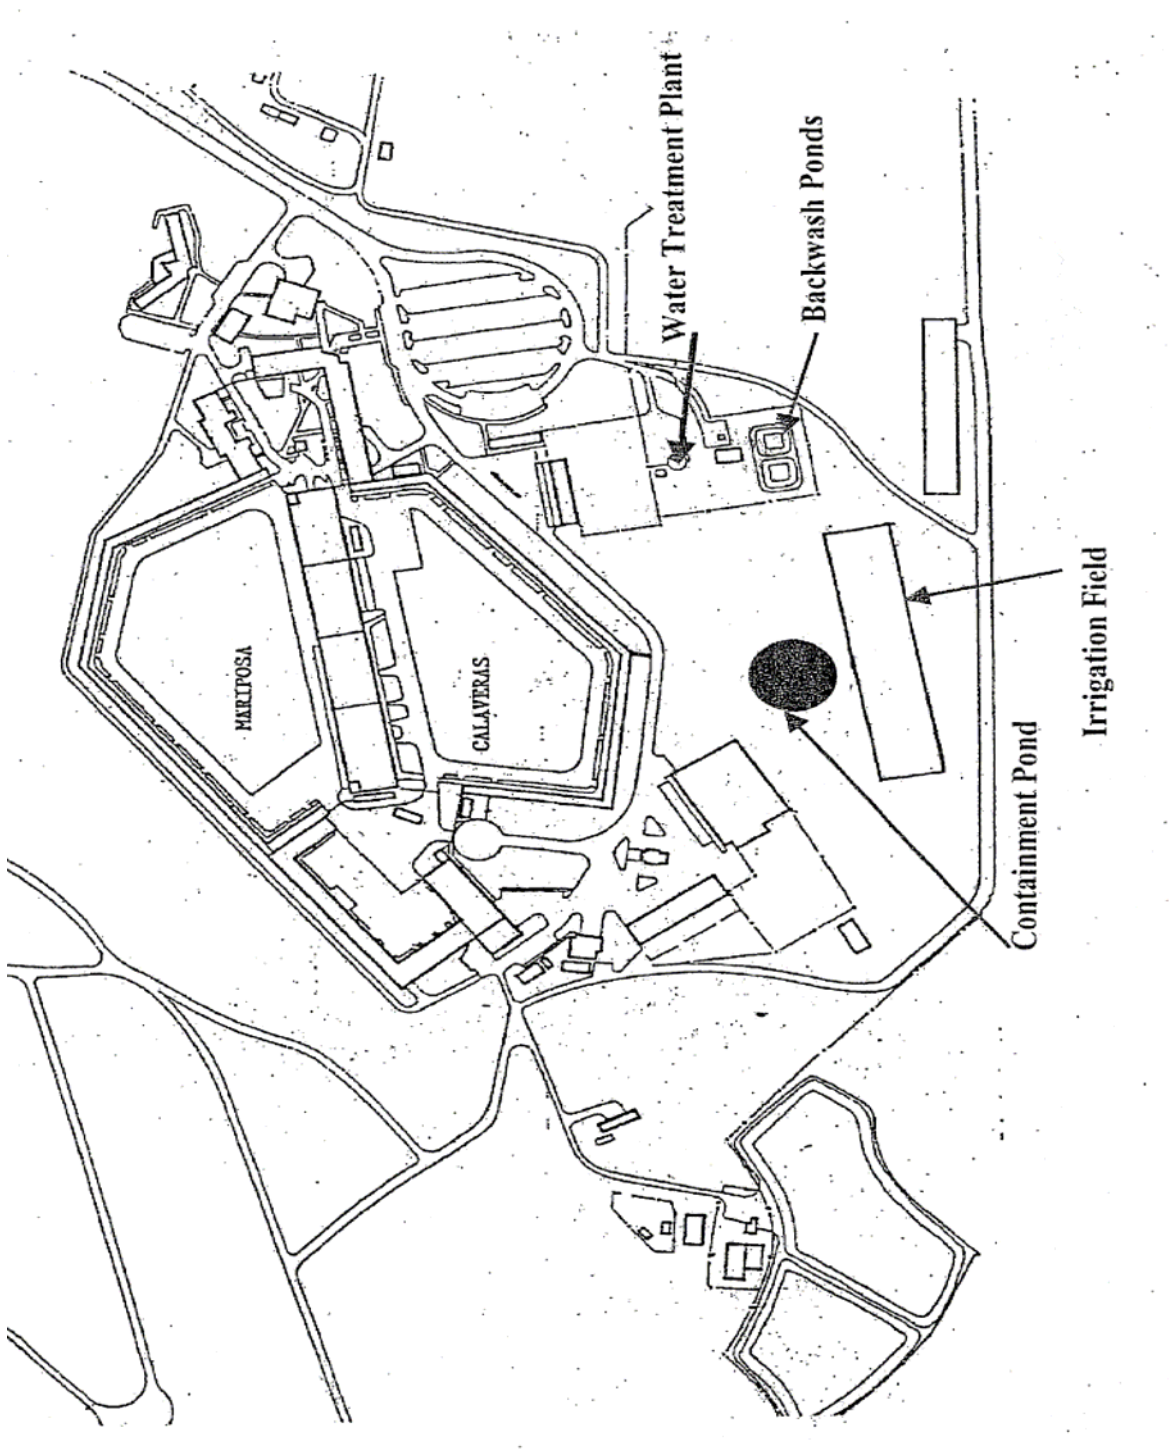 Water Treatment Plant
Backwash Ponds
MARIPOSA
CALAVERAS
Irrigation Field
Containment Pond